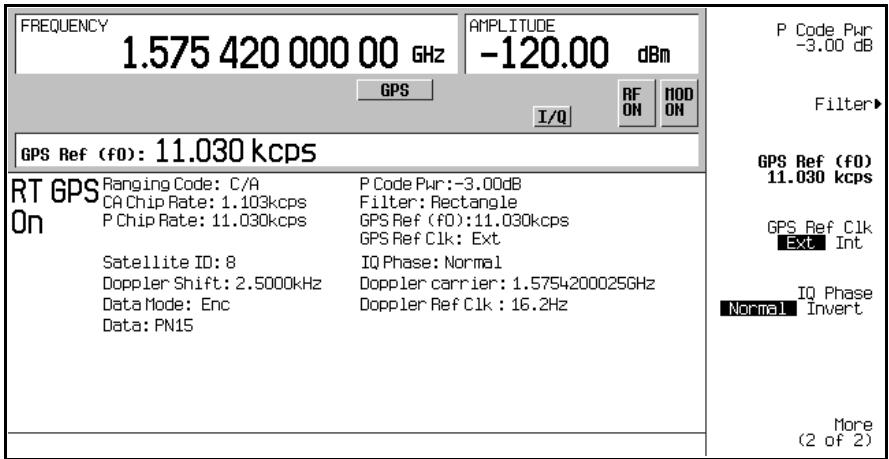 FREQUENCY
1.575 420 000 00 GHz
AMPLITUDE
-120.00 dBm
GPS
I/Q
RF ON
MOD ON
GPS Ref (f0): 11.030 kcps
RT GPS
On
Ranging Code: C/A
CA Chip Rate: 1.103kcps
P Chip Rate: 11.030kcps
P Code Pwr:-3.00dB
Filter: Rectangle
GPS Ref (f0):11.030kcps
GPS Ref Clk: Ext
Satellite ID: 8
Doppler Shift: 2.5000kHz
Data Mode: Enc
Data: PN15
IQ Phase: Normal
Doppler carrier: 1.5754200025GHz
Doppler Ref Clk : 16.2Hz
P Code Pwr
-3.00 dB
Filter
GPS Ref (f0)
11.030 kcps
GPS Ref Clk
Ext Int
IQ Phase
Normal Invert
More
(2 of 2)